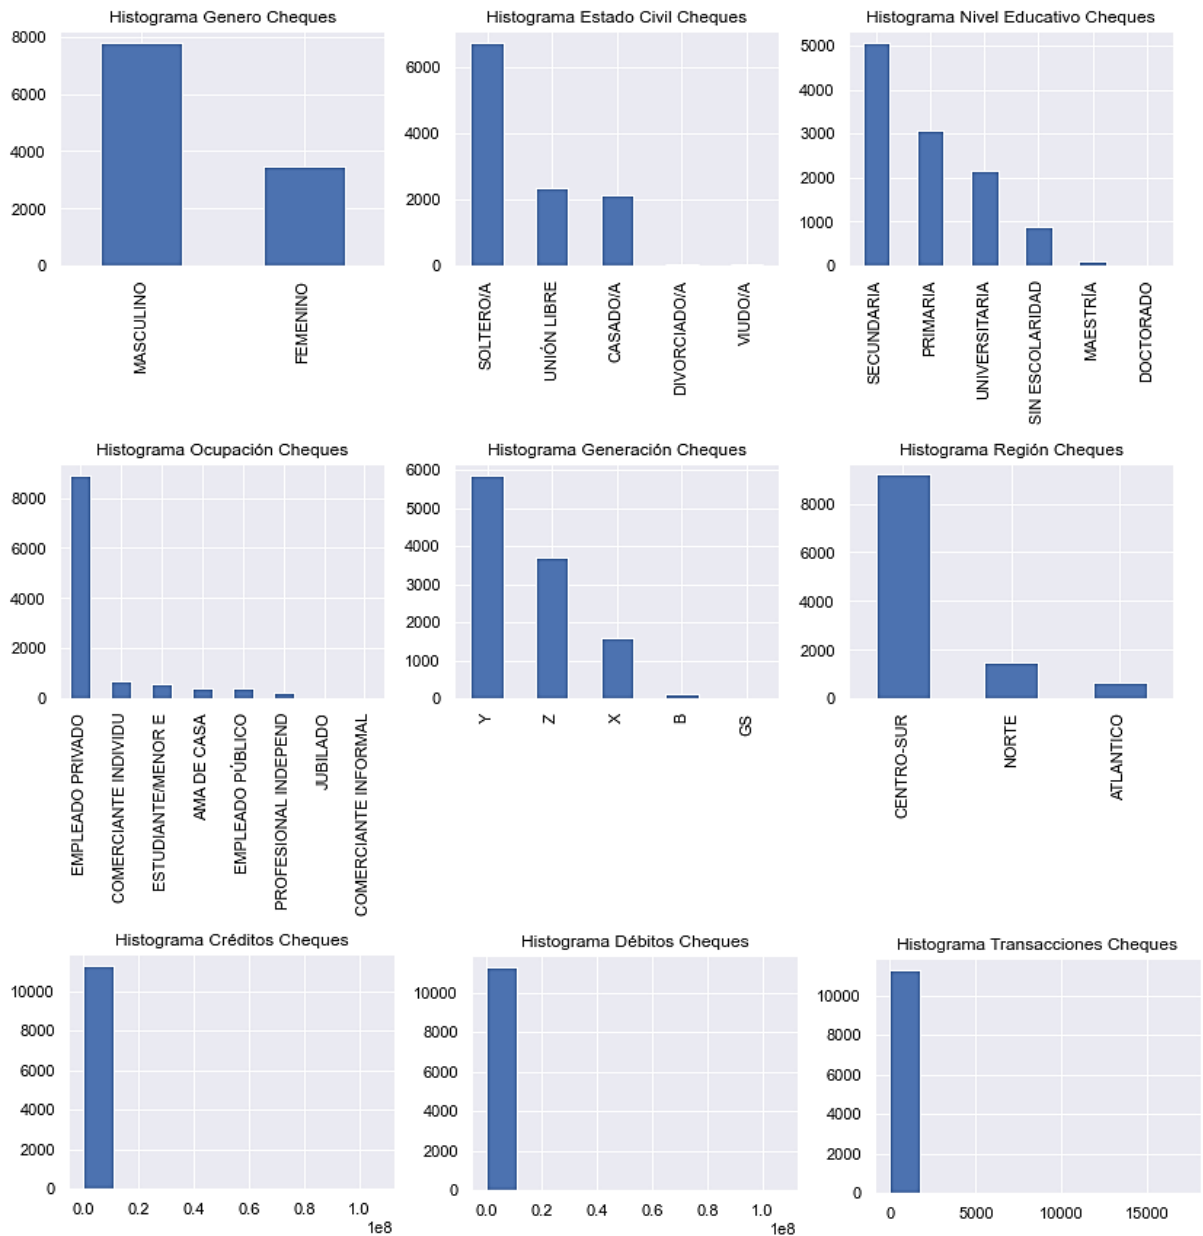 Histograma Genero Cheques
8000
6000
4000
2000
0
MASCULINO
FEMENINO
Histograma Estado Civil Cheques
6000
4000
2000
0
SOLTERO/A
UNIÓN LIBRE
CASADO/A
DIVORCIADO/A
VIUDO/A
Histograma Nivel Educativo Cheques
5000
4000
3000
2000
1000
0
SECUNDARIA
PRIMARIA
UNIVERSITARIA
SIN ESCOLARIDAD
MAESTRÍA
DOCTORADO
Histograma Ocupación Cheques
8000
6000
4000
2000
0
EMPLEADO PRIVADO
COMERCIANTE INDIVIDU
ESTUDIANTE/MENOR E
AMA DE CASA
EMPLEADO PÚBLICO
PROFESIONAL INDEPEND
JUBILADO
COMERCIANTE INFORMAL
Histograma Generación Cheques
6000
5000
4000
3000
2000
1000
0
Y
Z
X
B
GS
Histograma Región Cheques
8000
6000
4000
2000
0
CENTRO-SUR
NORTE
ATLANTICO
Histograma Créditos Cheques
10000
8000
6000
4000
2000
0
0.0 0.2 0.4 0.6 0.8 1.0
1e8
Histograma Débitos Cheques
10000
8000
6000
4000
2000
0
0.0 0.2 0.4 0.6 0.8 1.0
1e8
Histograma Transacciones Cheques
10000
8000
6000
4000
2000
0
0 5000 10000 15000